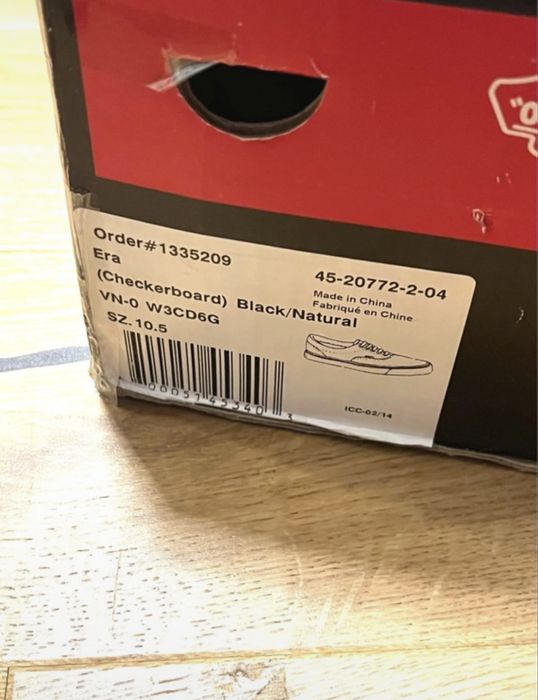 Order#1335209
Era
(Checkerboard) Black/Natural
VN-0 W3CD6G
SZ. 10.5
45-20772-2-04
Made in China
Fabriqué en Chine
ICC-02/14
"O